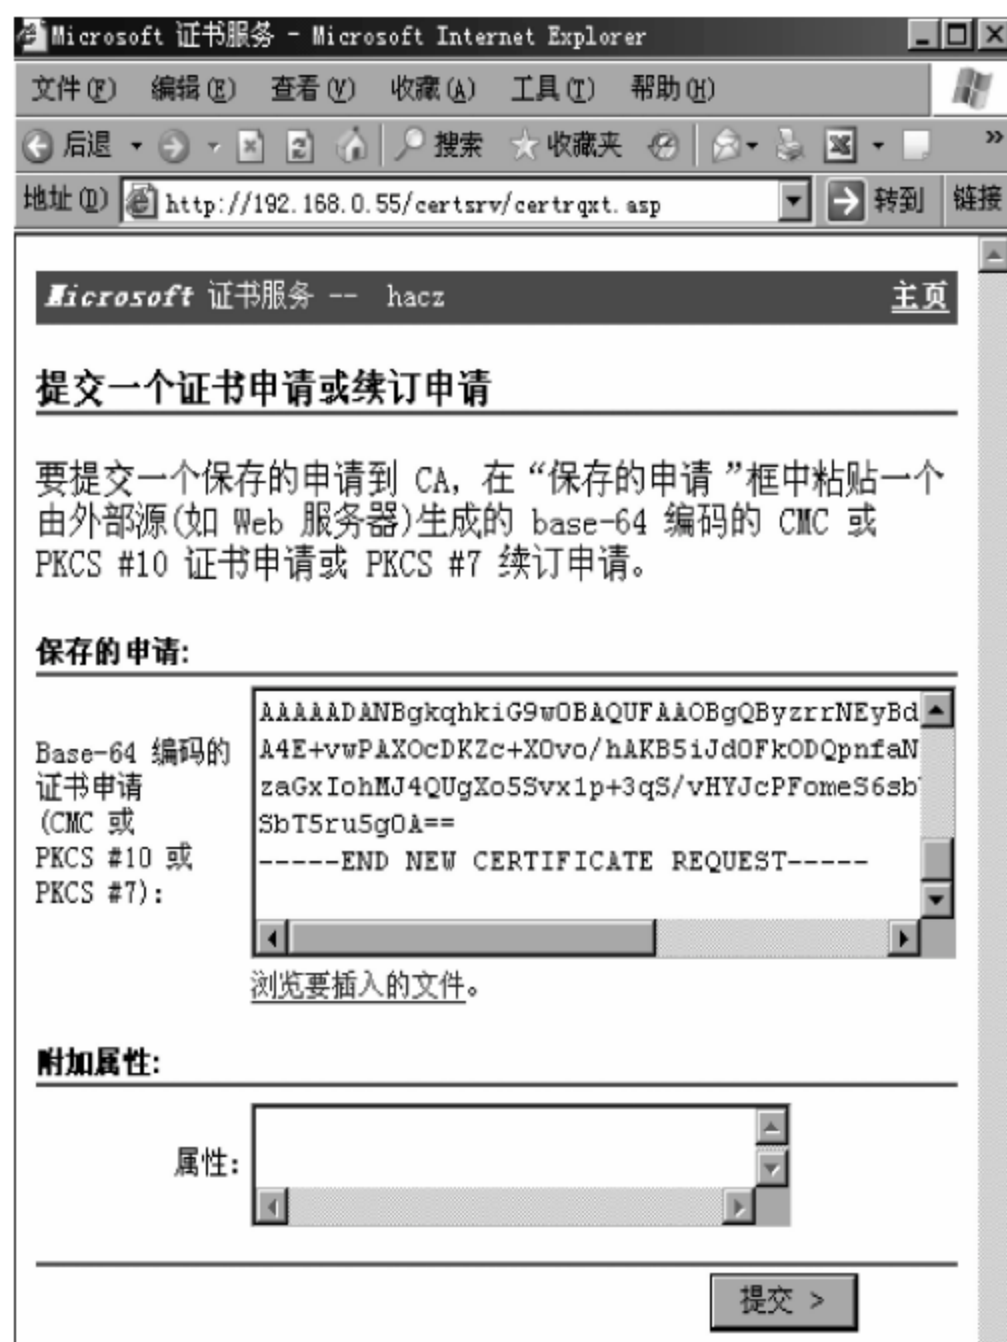 Microsoft 证书服务 - Microsoft Internet Explorer
文件(F) 编辑(E) 查看(V) 收藏(A) 工具(T) 帮助(H)
后退 搜索 收藏夹 »
地址(D) http://192.168.0.55/certsrv/certrqxt.asp 转到 链接
Microsoft 证书服务 -- hacz 主页
提交一个证书申请或续订申请
要提交一个保存的申请到 CA，在“保存的申请”框中粘贴一个
由外部源(如 Web 服务器)生成的 base-64 编码的 CMC 或
PKCS #10 证书申请或 PKCS #7 续订申请。
保存的申请:
Base-64 编码的
证书申请
(CMC 或
PKCS #10 或
PKCS #7):
AAAAADANBgkqhkiG9w0BAQUFAAOBgQByzrrNEyBd
A4E+vwPAXOcDKZc+XOvo/hAKB5iJdOFkODQpnfaN
zaGxIohMJ4QUgXo5Svx1p+3qS/vHYJcPFomeS6sb
SbT5ru5gOA==
-----END NEW CERTIFICATE REQUEST-----
浏览要插入的文件。
附加属性:
属性:
提交 >